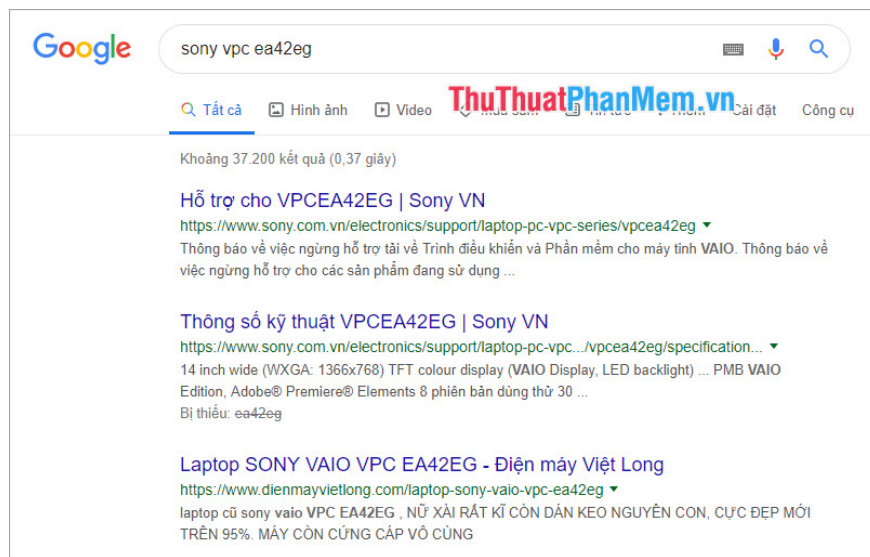 Google
sony vpc ea42eg
Tất cả Hình ảnh Video ThuThuatPhanMem.vn Cài đặt Công cụ
Khoảng 37.200 kết quả (0,37 giây)
Hỗ trợ cho VPCEA42EG | Sony VN
https://www.sony.com.vn/electronics/support/laptop-pc-vpc-series/vpcea42eg
Thông báo về việc ngừng hỗ trợ tải về Trình điều khiển và Phần mềm cho máy tinh VAIO. Thông báo về
việc ngừng hỗ trợ cho các sản phẩm đang sử dụng ...
Thông số kỹ thuật VPCEA42EG | Sony VN
https://www.sony.com.vn/electronics/support/laptop-pc-vpc.../vpcea42eg/specification...
14 inch wide (WXGA: 1366x768) TFT colour display (VAIO Display, LED backlight) ... PMB VAIO
Edition, Adobe® Premiere® Elements 8 phiên bản dùng thử 30 ...
Bị thiếu: ea42eg
Laptop SONY VAIO VPC EA42EG - Điện máy Việt Long
https://www.dienmayvietlong.com/laptop-sony-vaio-vpc-ea42eg
laptop cũ sony vaio VPC EA42EG , NỮ XÀI RẤT KĨ CÒN DÁN KEO NGUYÊN CON, CỰC ĐẸP MỚI
TRÊN 95%. MÁY CÒN CỨNG CÁP VÔ CÙNG